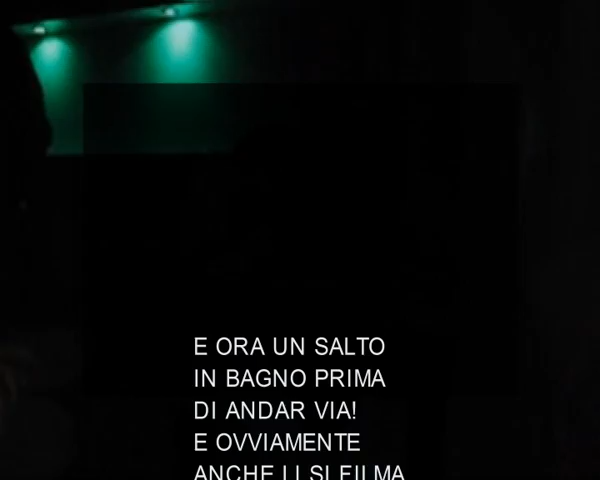 E ORA UN SALTO
IN BAGNO PRIMA
DI ANDAR VIA!
E OVVIAMENTE
ANCHE LI SI FILMA